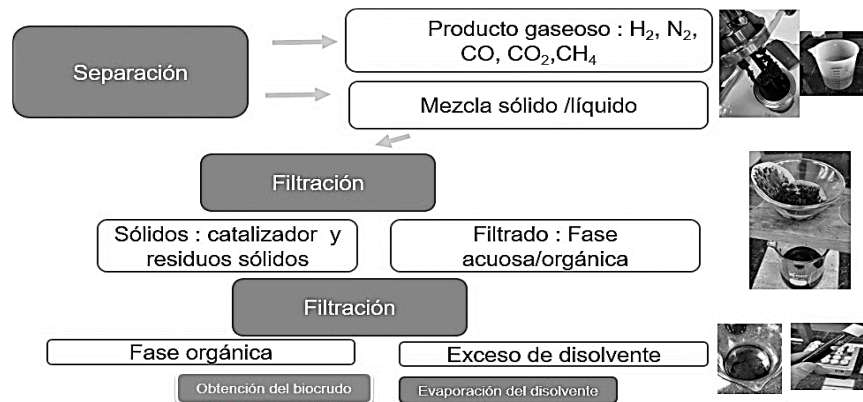 Separación
Producto gaseoso : H₂, N₂,
CO, CO₂,CH₄
Mezcla sólido /líquido
Filtración
Sólidos : catalizador y
residuos sólidos
Filtrado : Fase
acuosa/orgánica
Filtración
Fase orgánica
Exceso de disolvente
Obtención del biocrudo
Evaporación del disolvente